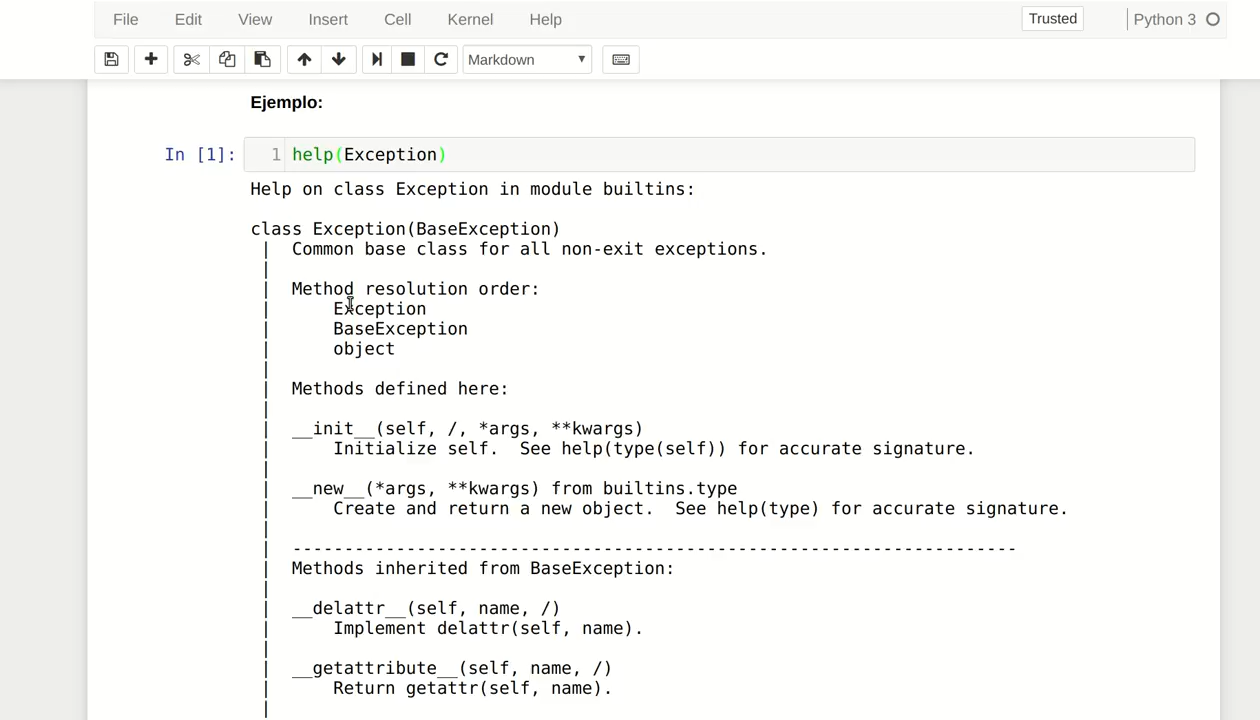 File Edit View Insert Cell Kernel Help Trusted Python 3
Markdown
Ejemplo:
In [1]: 1 help(Exception)
Help on class Exception in module builtins:
class Exception(BaseException)
 |  Common base class for all non-exit exceptions.
 |
 |  Method resolution order:
 |      Exception
 |      BaseException
 |      object
 |
 |  Methods defined here:
 |
 |  __init__(self, /, *args, **kwargs)
 |      Initialize self.  See help(type(self)) for accurate signature.
 |
 |  __new__(*args, **kwargs) from builtins.type
 |      Create and return a new object.  See help(type) for accurate signature.
 |
 |  ----------------------------------------------------------------------
 |  Methods inherited from BaseException:
 |
 |  __delattr__(self, name, /)
 |      Implement delattr(self, name).
 |
 |  __getattribute__(self, name, /)
 |      Return getattr(self, name).
 |